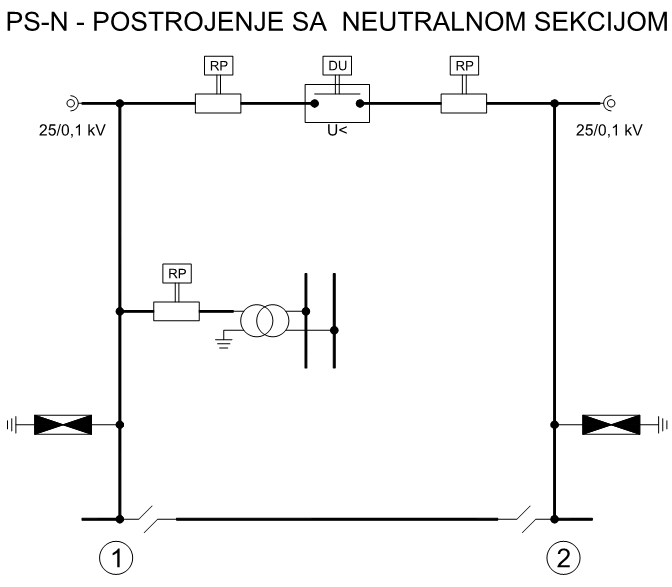 PS-N - POSTROJENJE SA NEUTRALNOM SEKCIJOM
RP DU RP
25/0,1 kV U< 25/0,1 kV
RP
1 2